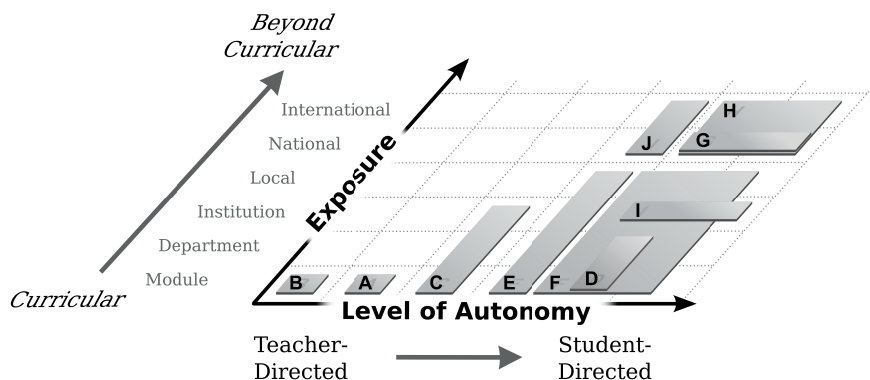 Beyond
Curricular
International
National
Local
Institution
Department
Module
Curricular
Exposure
H
J
G
I
B
A
C
E
F
D
Level of Autonomy
Teacher-
Directed
Student-
Directed